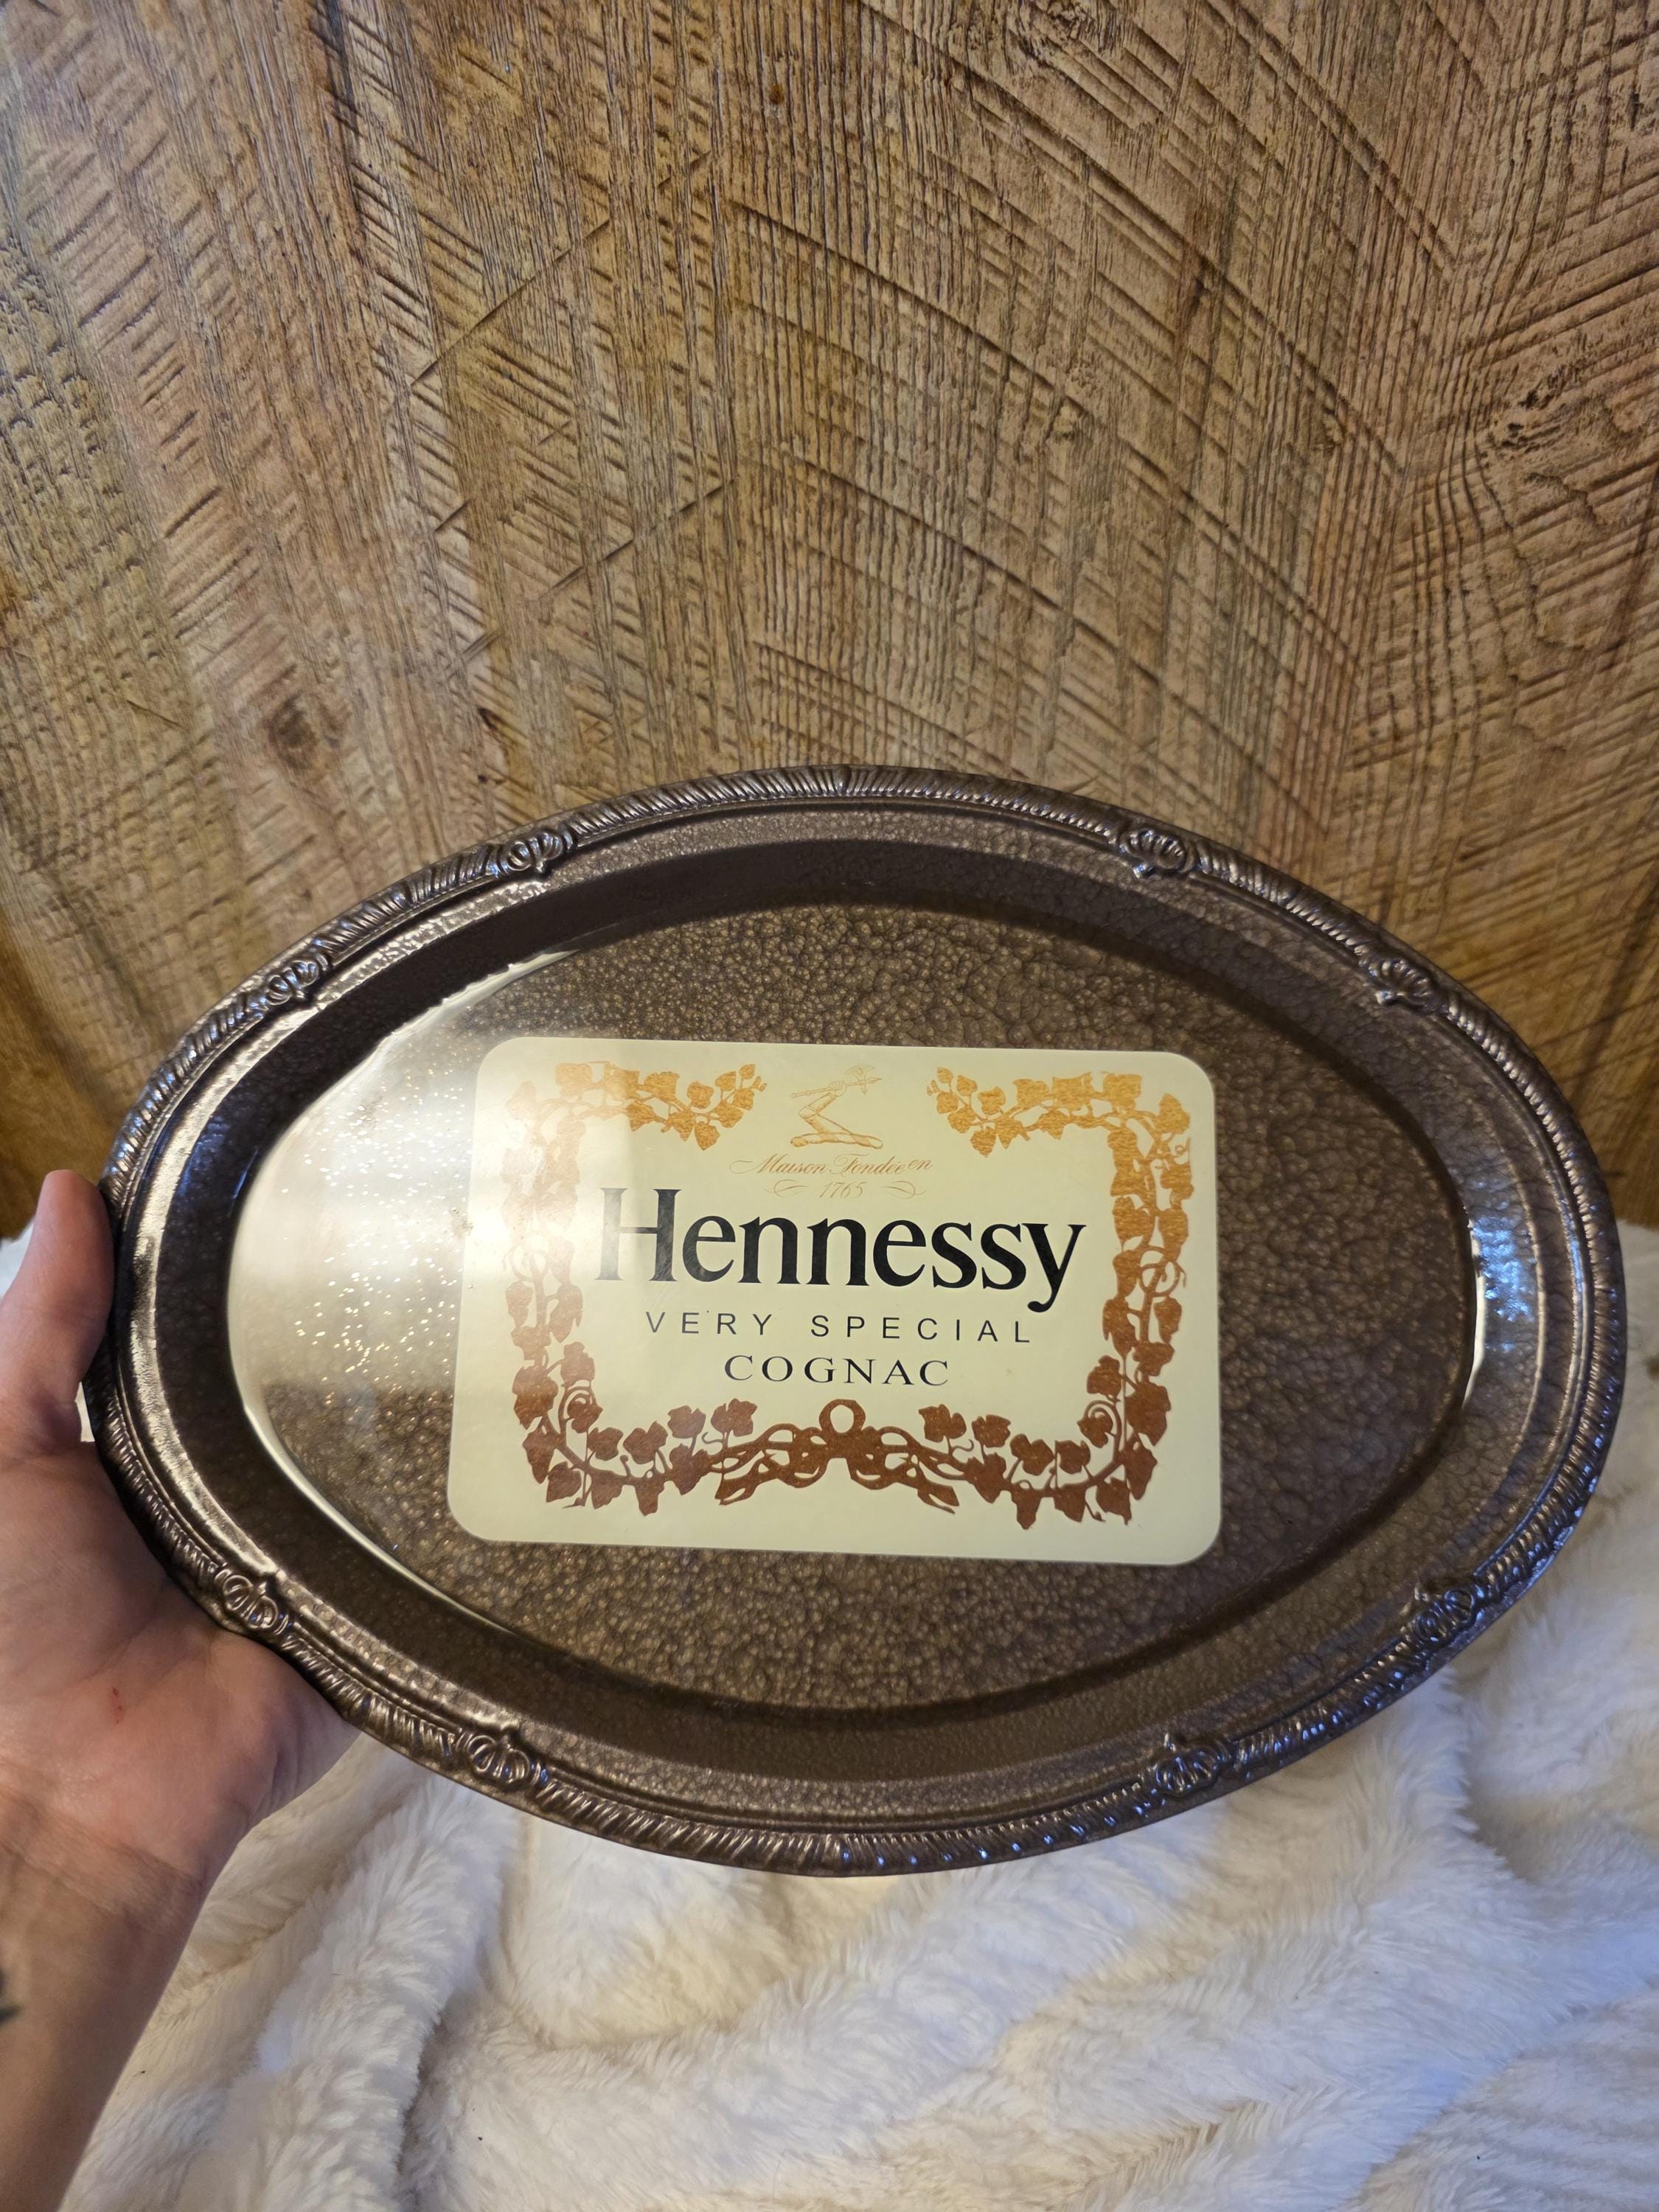 Maison Fondée en
1765
Hennessy
VERY SPECIAL
COGNAC